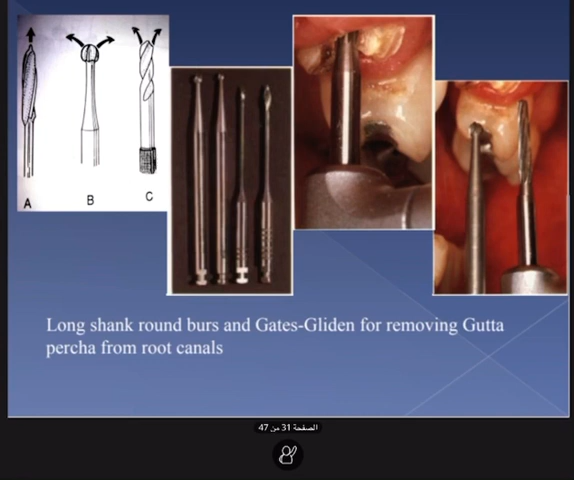 A
B
C
Long shank round burs and Gates-Gliden for removing Gutta
percha from root canals
الصفحة 31 من 47